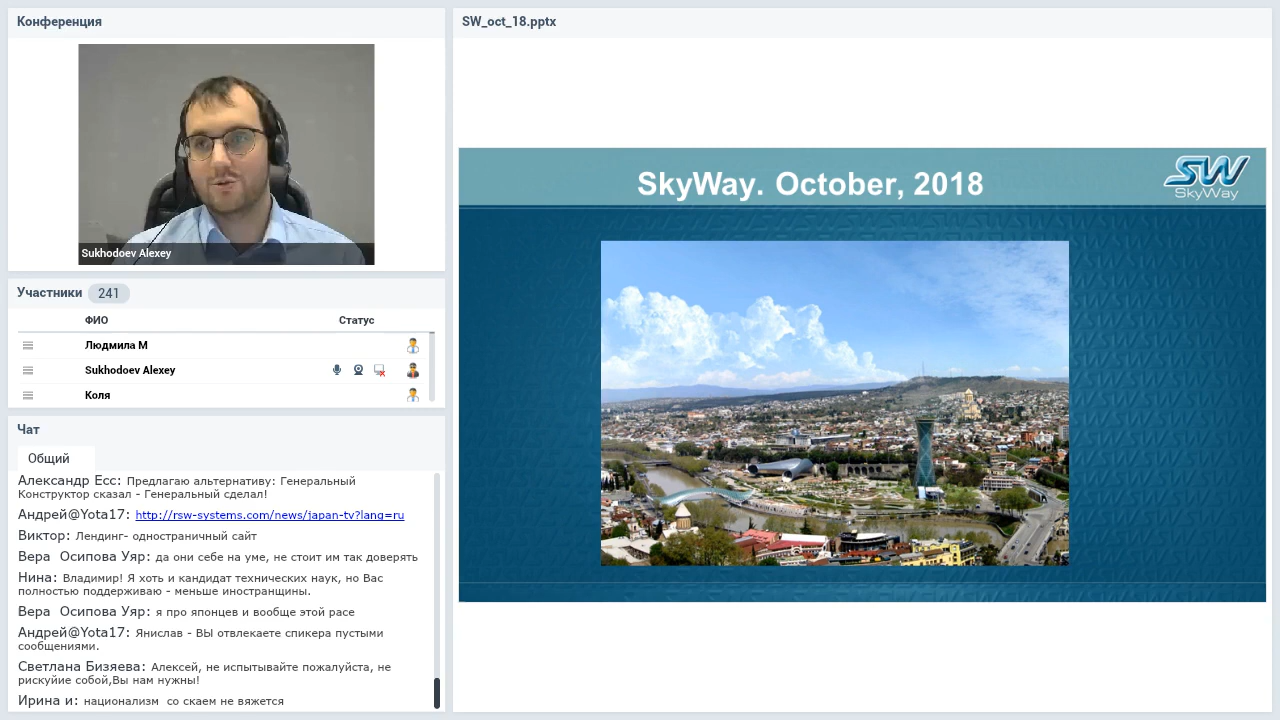 Конференция
Sukhodoev Alexey
Участники 241
ФИО Статус
Людмила М
Sukhodoev Alexey
Коля
Чат
Общий
Александр Есс: Предлагаю альтернативу: Генеральный
Конструктор сказал - Генеральный сделал!
Андрей@Yota17: http://rsw-systems.com/news/japan-tv?lang=ru
Виктор: Лендинг- одностраничный сайт
Вера Осипова Уяр: да они себе на уме, не стоит им так доверять
Нина: Владимир! Я хоть и кандидат технических наук, но Вас
полностью поддерживаю - меньше иностранщины.
Вера Осипова Уяр: я про японцев и вообще этой расе
Андрей@Yota17: Янислав - ВЫ отвлекаете спикера пустыми
сообщениями.
Светлана Бизяева: Алексей, не испытывайте пожалуйста, не
рискуйие собой,Вы нам нужны!
Ирина и: национализм со скаем не вяжется
SW_oct_18.pptx
SkyWay. October, 2018
SW
SkyWay